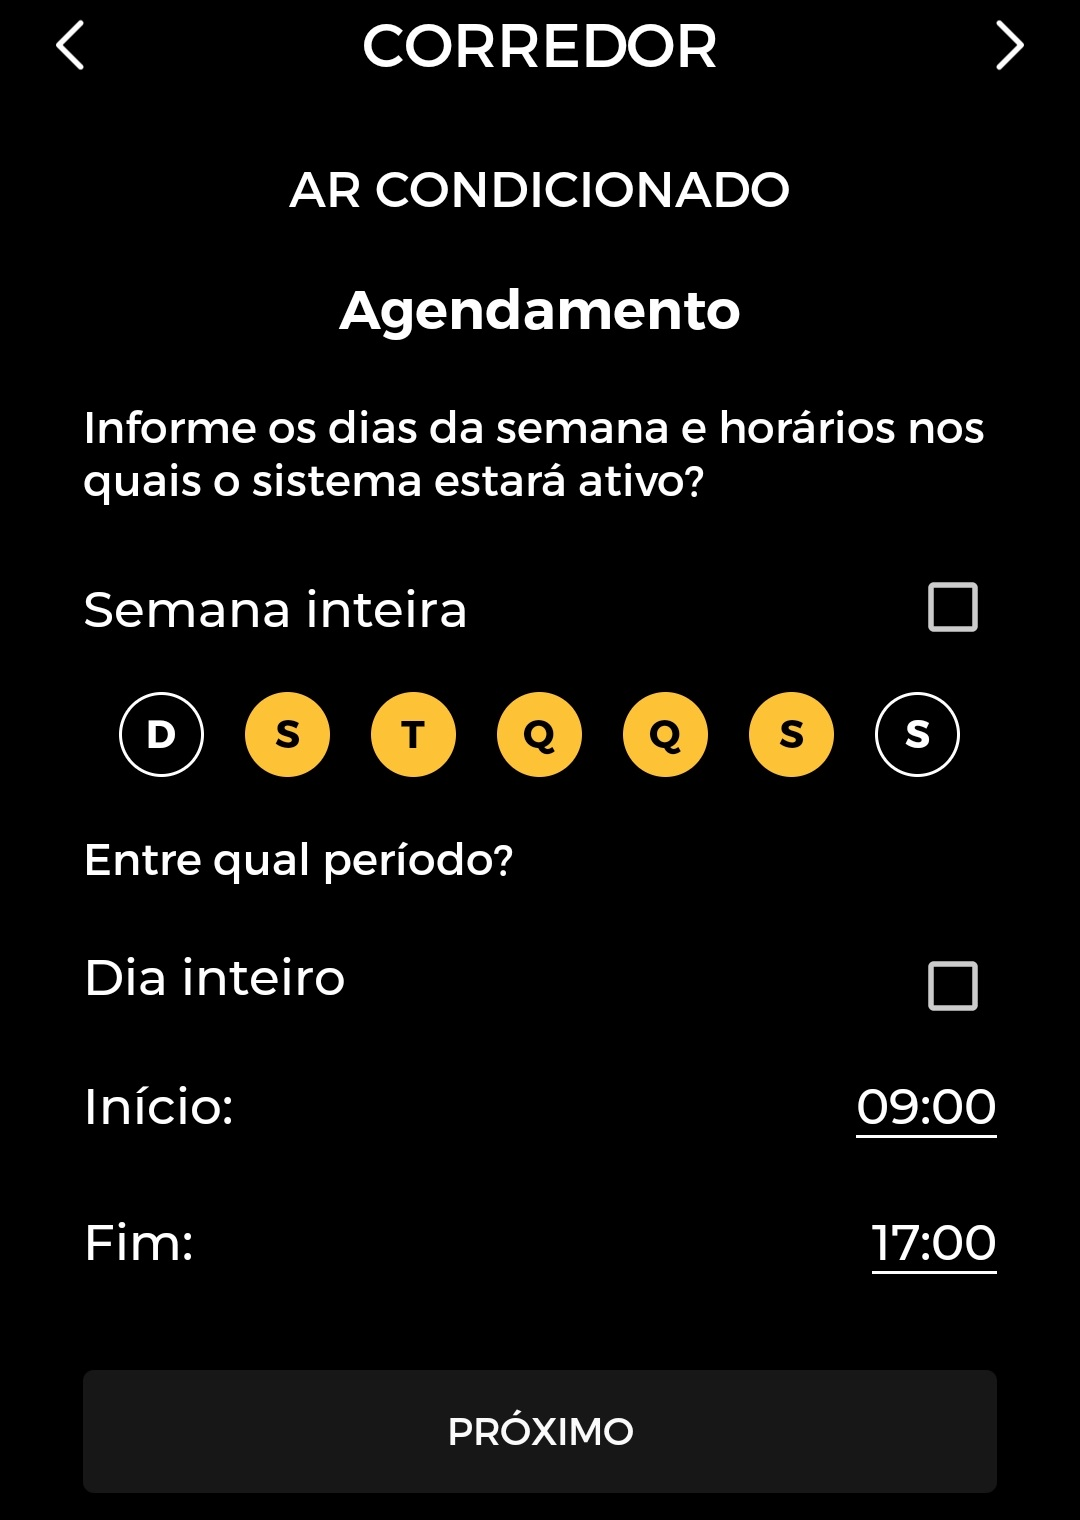 CORREDOR
AR CONDICIONADO
Agendamento
Informe os dias da semana e horários nos
quais o sistema estará ativo?
Semana inteira
D S T Q Q S S
Entre qual período?
Dia inteiro
Início: 09:00
Fim: 17:00
PRÓXIMO